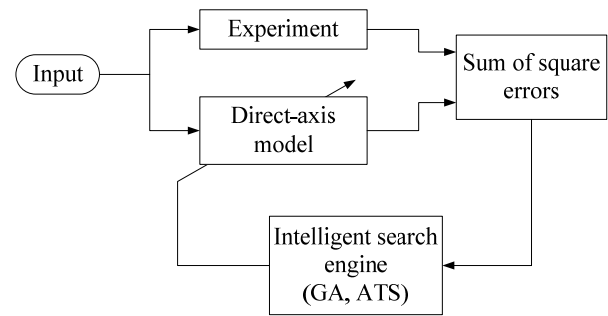 Input
Experiment
Direct-axis
model
Sum of square
errors
Intelligent search
engine
(GA, ATS)